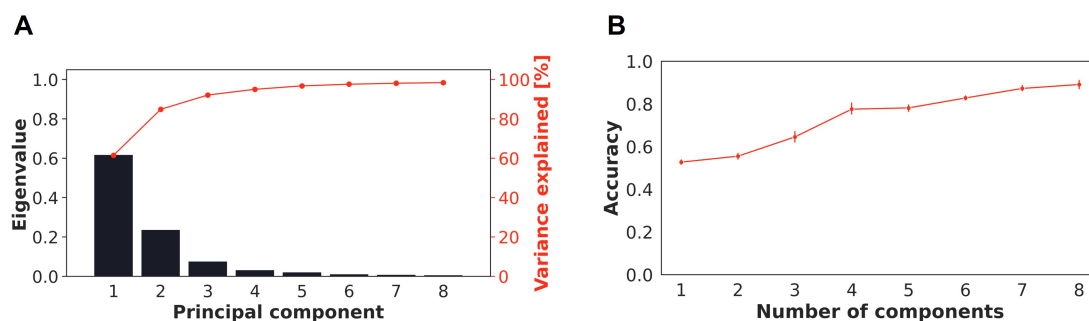 A
1.0
0.8
0.6
0.4
0.2
0.0
Eigenvalue
100
80
60
40
20
0
Variance explained [%]
1 2 3 4 5 6 7 8
Principal component
B
1.0
0.8
0.6
0.4
0.2
0.0
Accuracy
1 2 3 4 5 6 7 8
Number of components